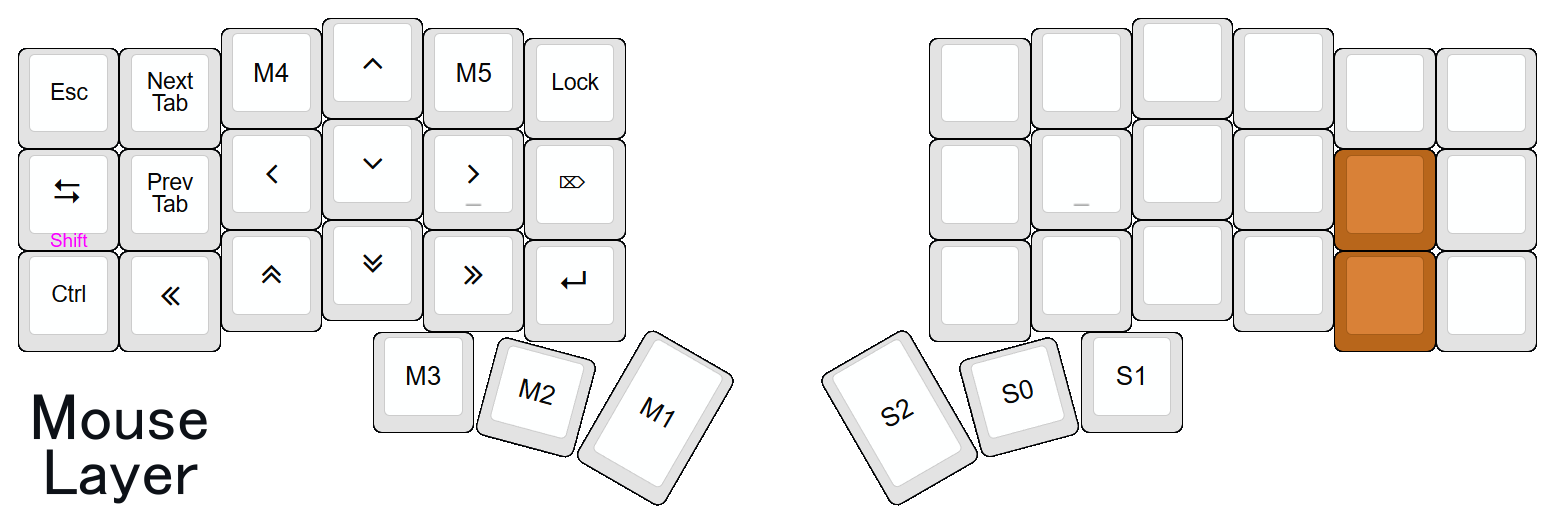 Esc
Next
Tab
M4
^
M5
Lock
⇆
Shift
Prev
Tab
<
⌄
>
⌦
Ctrl
«
︽
︾
»
↵
M3
M2
M1
S2
S0
S1
Mouse
Layer